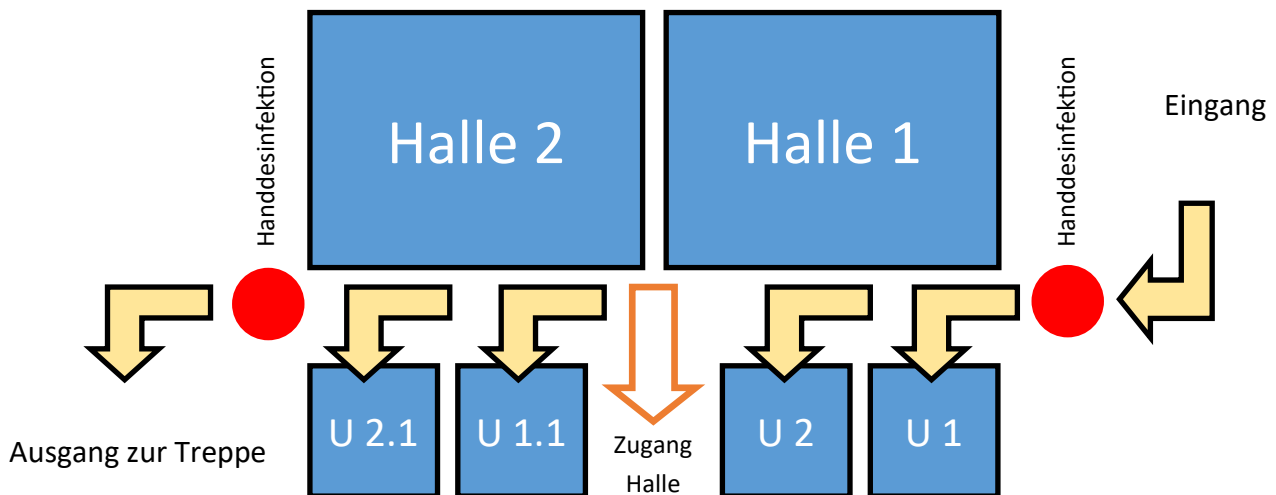 Handdesinfektion
Halle 2
Halle 1
Handdesinfektion
Eingang
Ausgang zur Treppe
U 2.1
U 1.1
Zugang
Halle
U 2
U 1